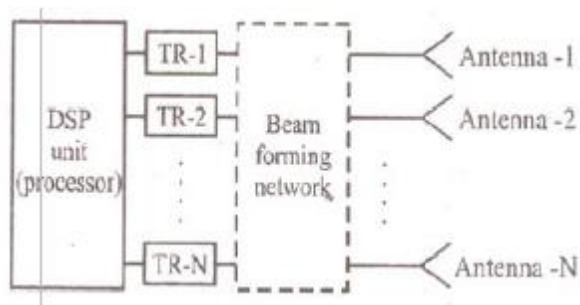 DSP
unit
(processor)
TR-1
TR-2
TR-N
Beam
forming
network
Antenna -1
Antenna -2
Antenna -N